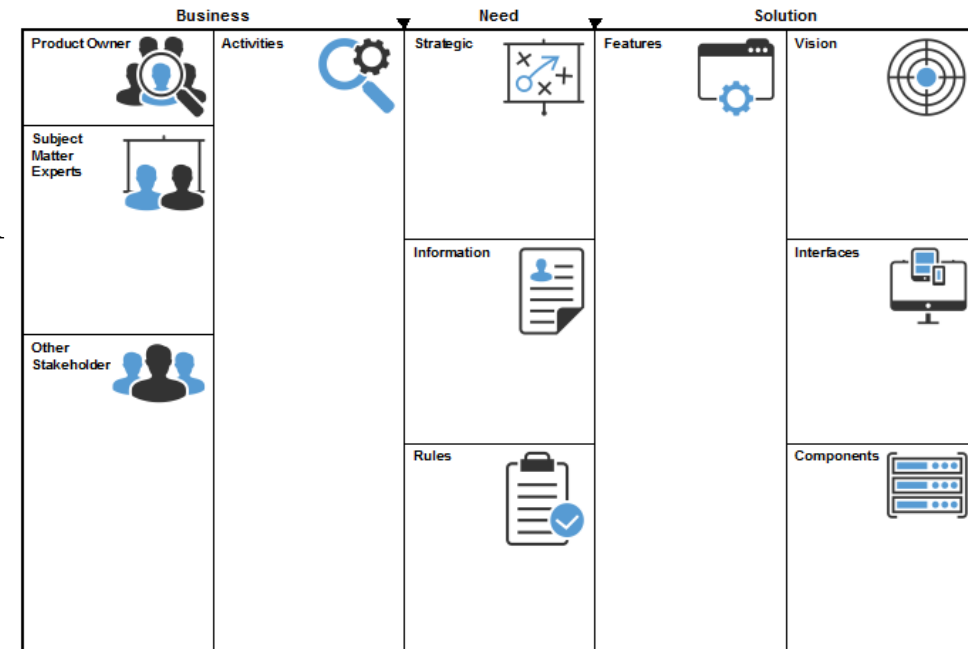 Business
Need
Solution
Product Owner
Activities
Strategic
Features
Vision
Subject
Matter
Experts
Information
Interfaces
Other
Stakeholder
Rules
Components